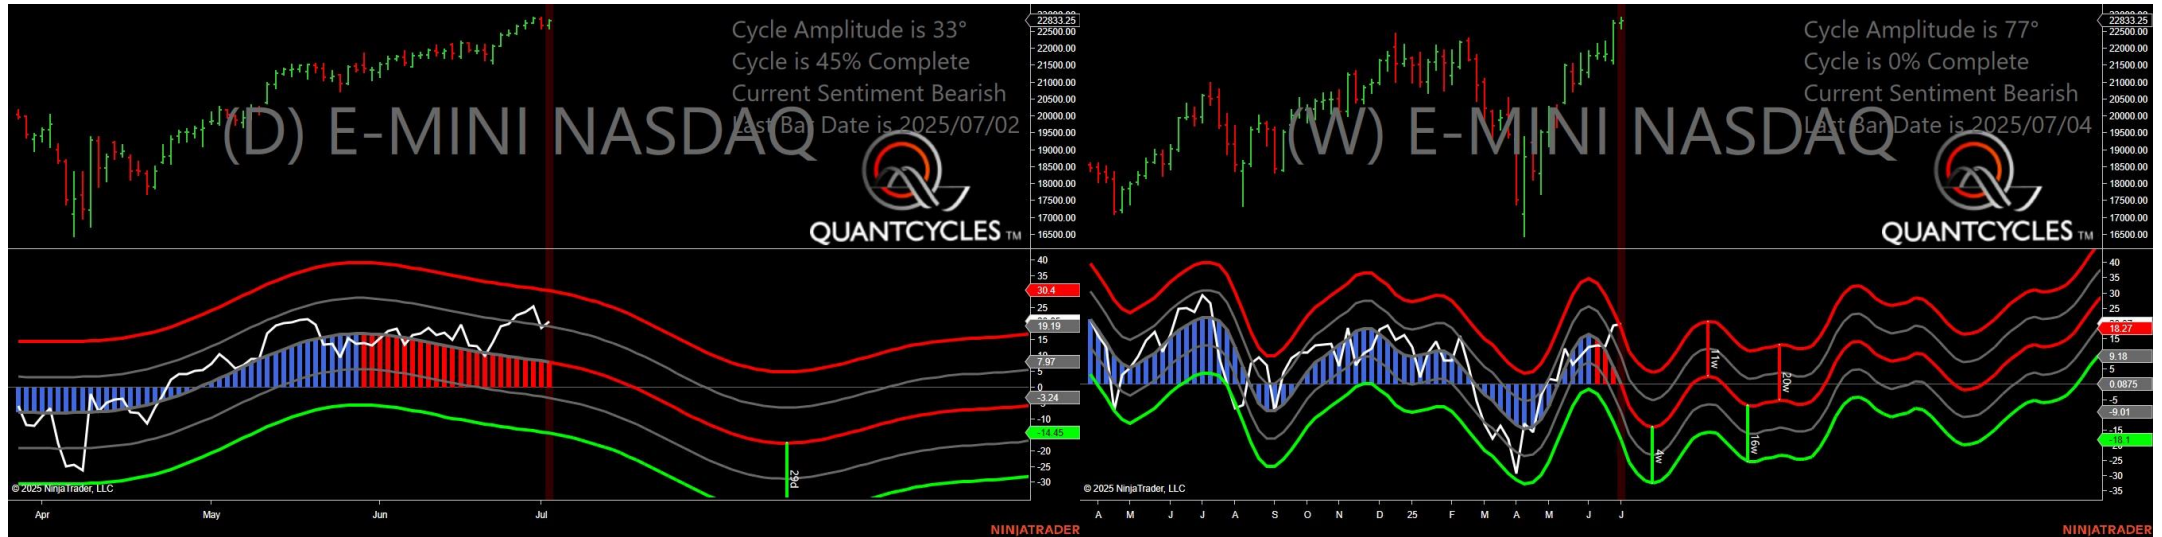 Cycle Amplitude is 33°
Cycle is 45% Complete
Current Sentiment Bearish
Last Bar Date is 2025/07/02
(D) E-MINI NASDAQ
QUANTCYCLES TM
22833.25
22500.00
22000.00
21500.00
21000.00
20500.00
20000.00
19500.00
19000.00
18500.00
18000.00
17500.00
17000.00
16500.00
40
35
30.4
25
19.19
15
7.97
5
0
-3.24
-10
-14.45
-20
-25
-30
29d
© 2025 NinjaTrader, LLC
Apr May Jun Jul
NINJATRADER
Cycle Amplitude is 77°
Cycle is 0% Complete
Current Sentiment Bearish
Last Bar Date is 2025/07/04
(W) E-MINI NASDAQ
QUANTCYCLES TM
22833.25
22500.00
22000.00
21500.00
21000.00
20500.00
20000.00
19500.00
19000.00
18500.00
18000.00
17500.00
17000.00
16500.00
40
35
30
25
18.27
15
9.18
5
0.0875
-5
-9.01
-15
-18.1
-25
-30
-35
11w
20w
4w
16w
© 2025 NinjaTrader, LLC
A M J J A S O N D 25 F M A M J J
NINJATRADER